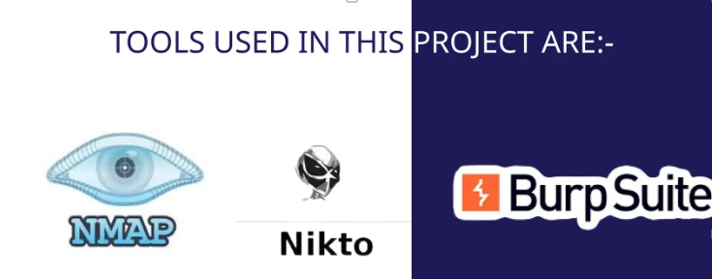 TOOLS USED IN THIS PROJECT ARE:-
NMAP
Nikto
Burp Suite